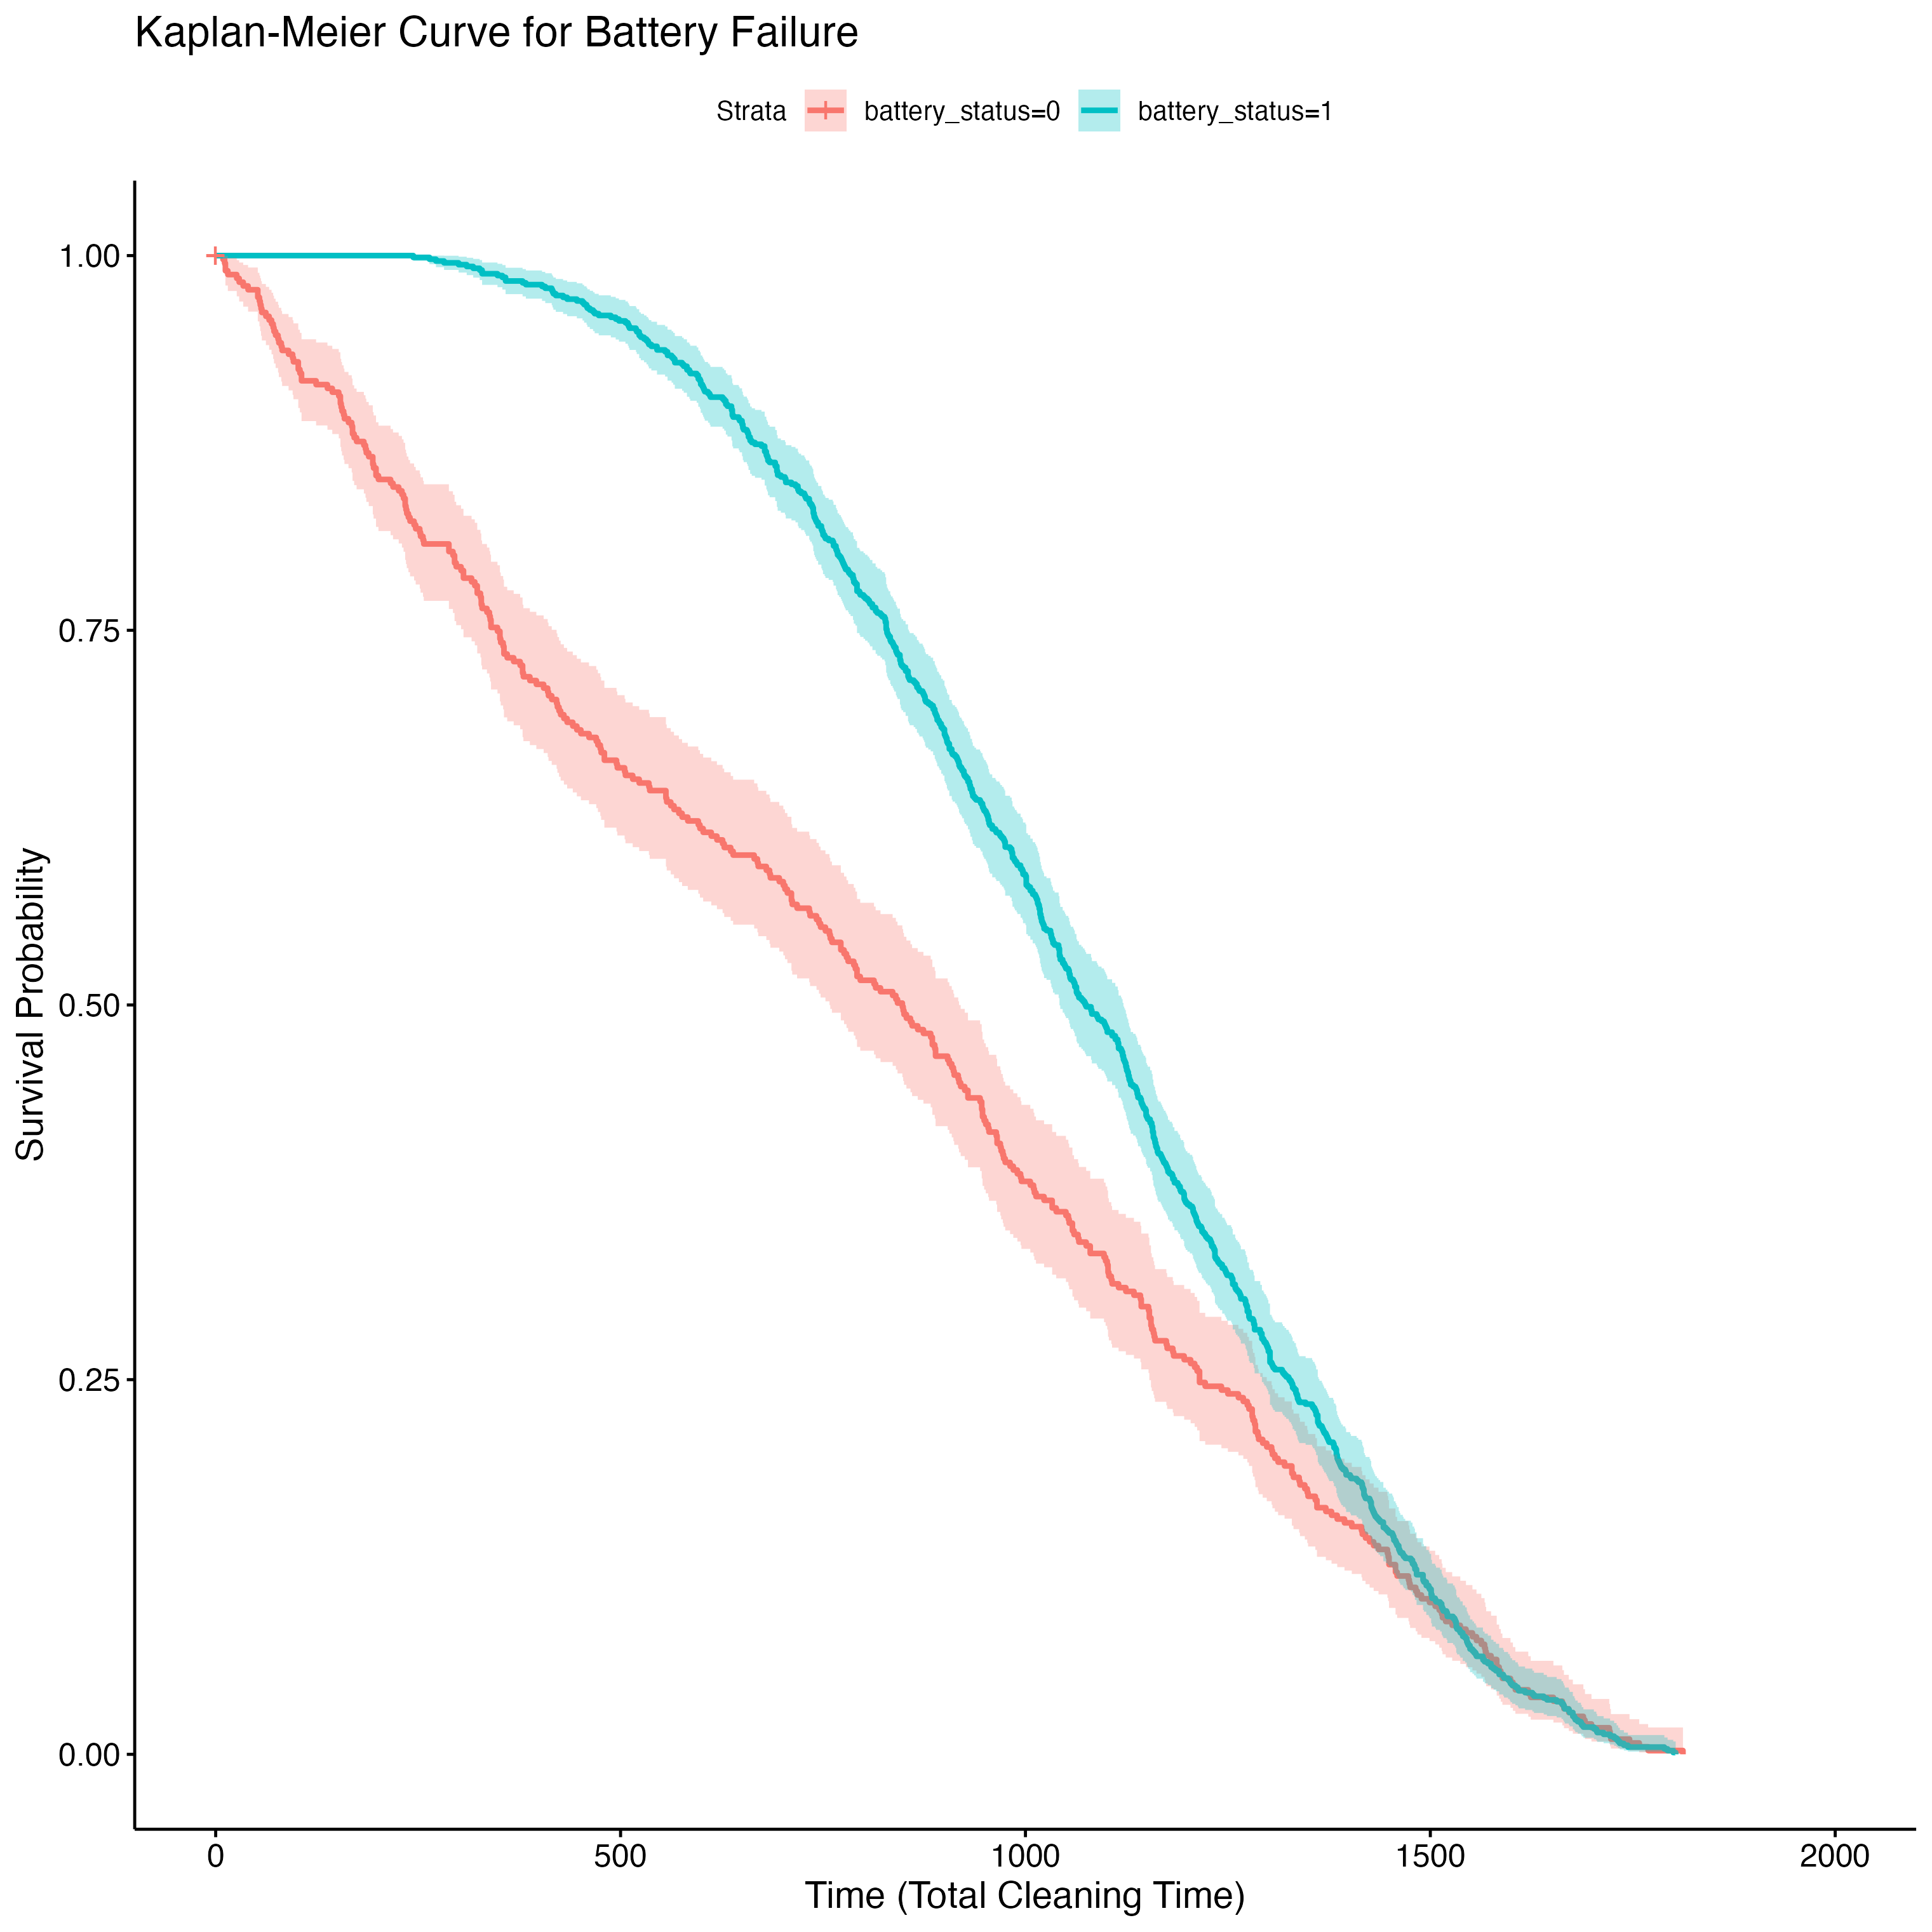 Kaplan-Meier Curve for Battery Failure
Strata battery_status=0 battery_status=1
Survival Probability
1.00
0.75
0.50
0.25
0.00
0 500 1000 1500 2000
Time (Total Cleaning Time)